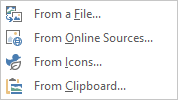 From a File...
From Online Sources...
From Icons...
From Clipboard...